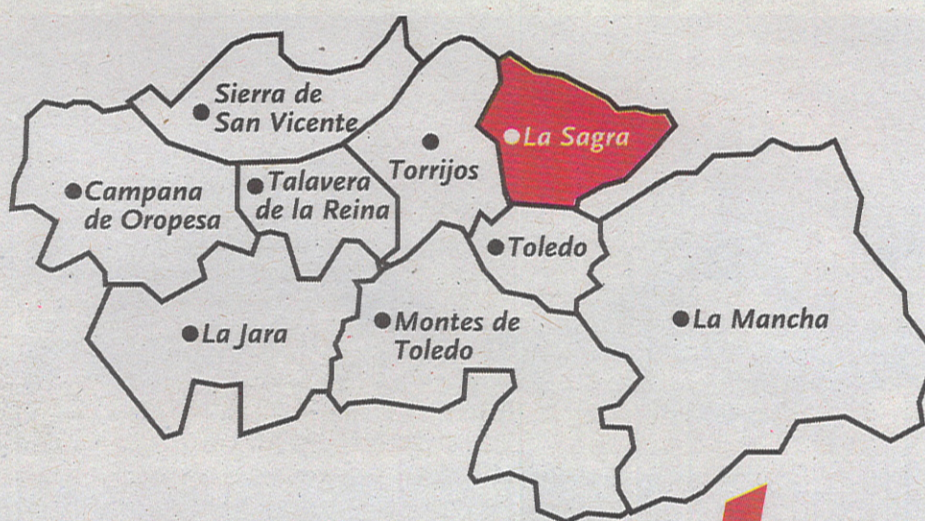 Sierra de
San Vicente
La Sagra
Torrijos
Campana
de Oropesa
Talavera
de la Reina
Toledo
La Jara
Montes de
Toledo
La Mancha